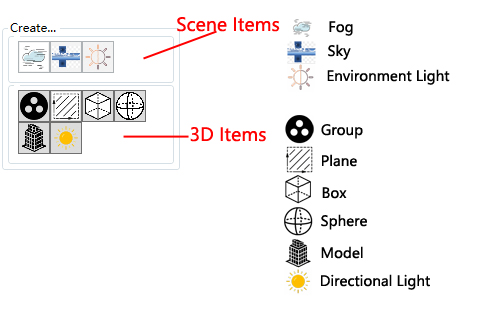 Create...
Scene Items
3D Items
Fog
Sky
Environment Light
Group
Plane
Box
Sphere
Model
Directional Light